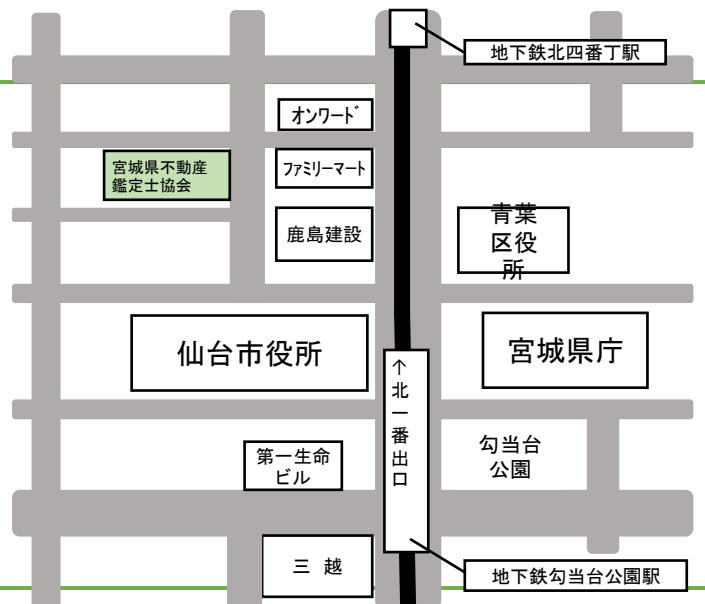 地下鉄北四番丁駅
オンワード
宮城県不動産
鑑定士協会
ファミリーマート
鹿島建設
青葉
区役
所
仙台市役所
宮城県庁
↑北一番出口
第一生命
ビル
勾当台
公園
三 越
地下鉄勾当台公園駅